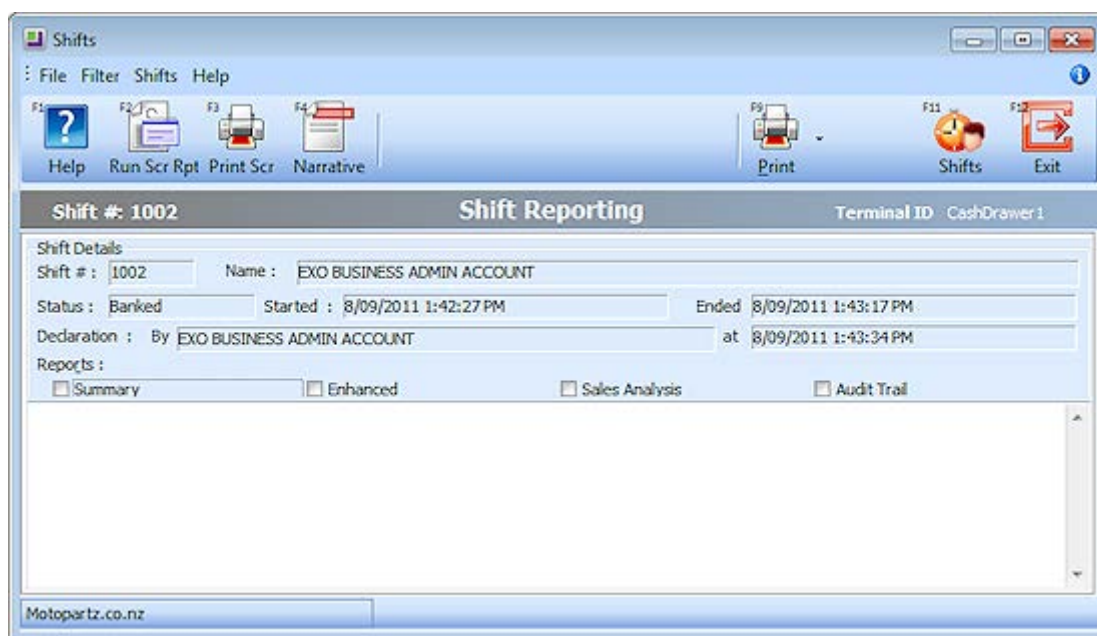 Shifts
File Filter Shifts Help
F1 F2 F3 F4 F9 F11 F12
Help Run Scr Rpt Print Scr Narrative Print Shifts Exit
Shift #: 1002 Shift Reporting Terminal ID CashDrawer1
Shift Details
Shift # : 1002 Name : EXO BUSINESS ADMIN ACCOUNT
Status : Banked Started : 8/09/2011 1:42:27 PM Ended 8/09/2011 1:43:17 PM
Declaration : By EXO BUSINESS ADMIN ACCOUNT at 8/09/2011 1:43:34 PM
Reports :
Summary Enhanced Sales Analysis Audit Trail
Motopartz.co.nz